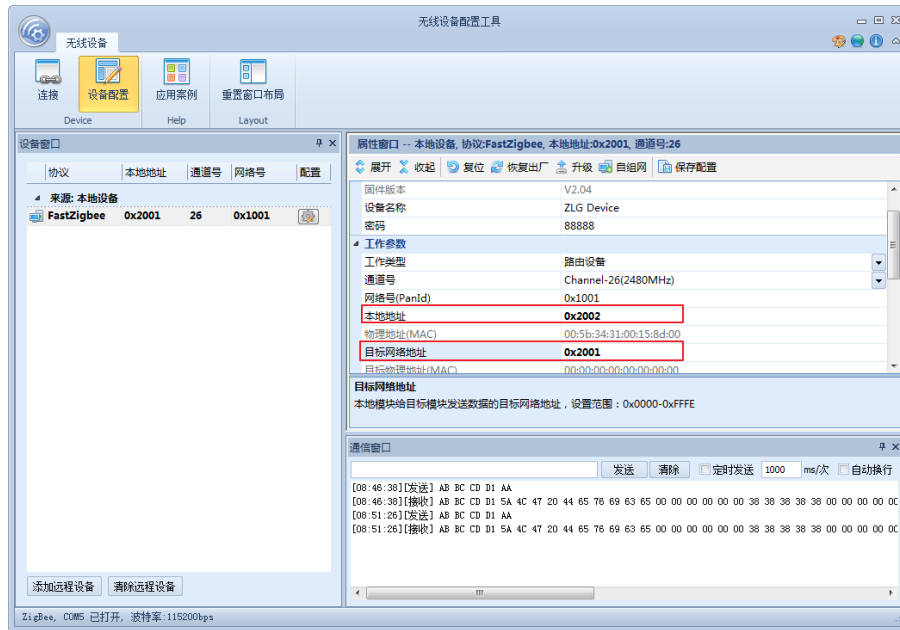 无线设备配置工具
无线设备
连接
设备配置
应用案例
重置窗口布局
Device
Help
Layout
设备窗口
协议 本地地址 通道号 网络号 配置
来源: 本地设备
FastZigbee 0x2001 26 0x1001
添加远程设备 清除远程设备
属性窗口 -- 本地设备, 协议:FastZigbee, 本地地址:0x2001, 通道号:26
展开 收起 复位 恢复出厂 升级 自组网 保存配置
固件版本 V2.04
设备名称 ZLG Device
密码 88888
工作参数
工作类型 路由设备
通道号 Channel-26(2480MHz)
网络号(PanId) 0x1001
本地地址 0x2002
物理地址(MAC) 00:5b:34:31:00:15:8d:00
目标网络地址 0x2001
目标物理地址(MAC) 00:00:00:00:00:00:00:00
目标网络地址
本地模块给目标模块发送数据的目标网络地址，设置范围：0x0000-0xFFFE
通信窗口
发送 清除 定时发送 1000 ms/次 自动换行
[08:46:38][发送] AB BC CD D1 AA
[08:46:38][接收] AB BC CD D1 5A 4C 47 20 44 65 76 69 63 65 00 00 00 00 00 00 38 38 38 38 38 00 00 00 00 0C
[08:51:26][发送] AB BC CD D1 AA
[08:51:26][接收] AB BC CD D1 5A 4C 47 20 44 65 76 69 63 65 00 00 00 00 00 00 38 38 38 38 38 00 00 00 00 0C
ZigBee, COM5 已打开, 波特率:115200bps